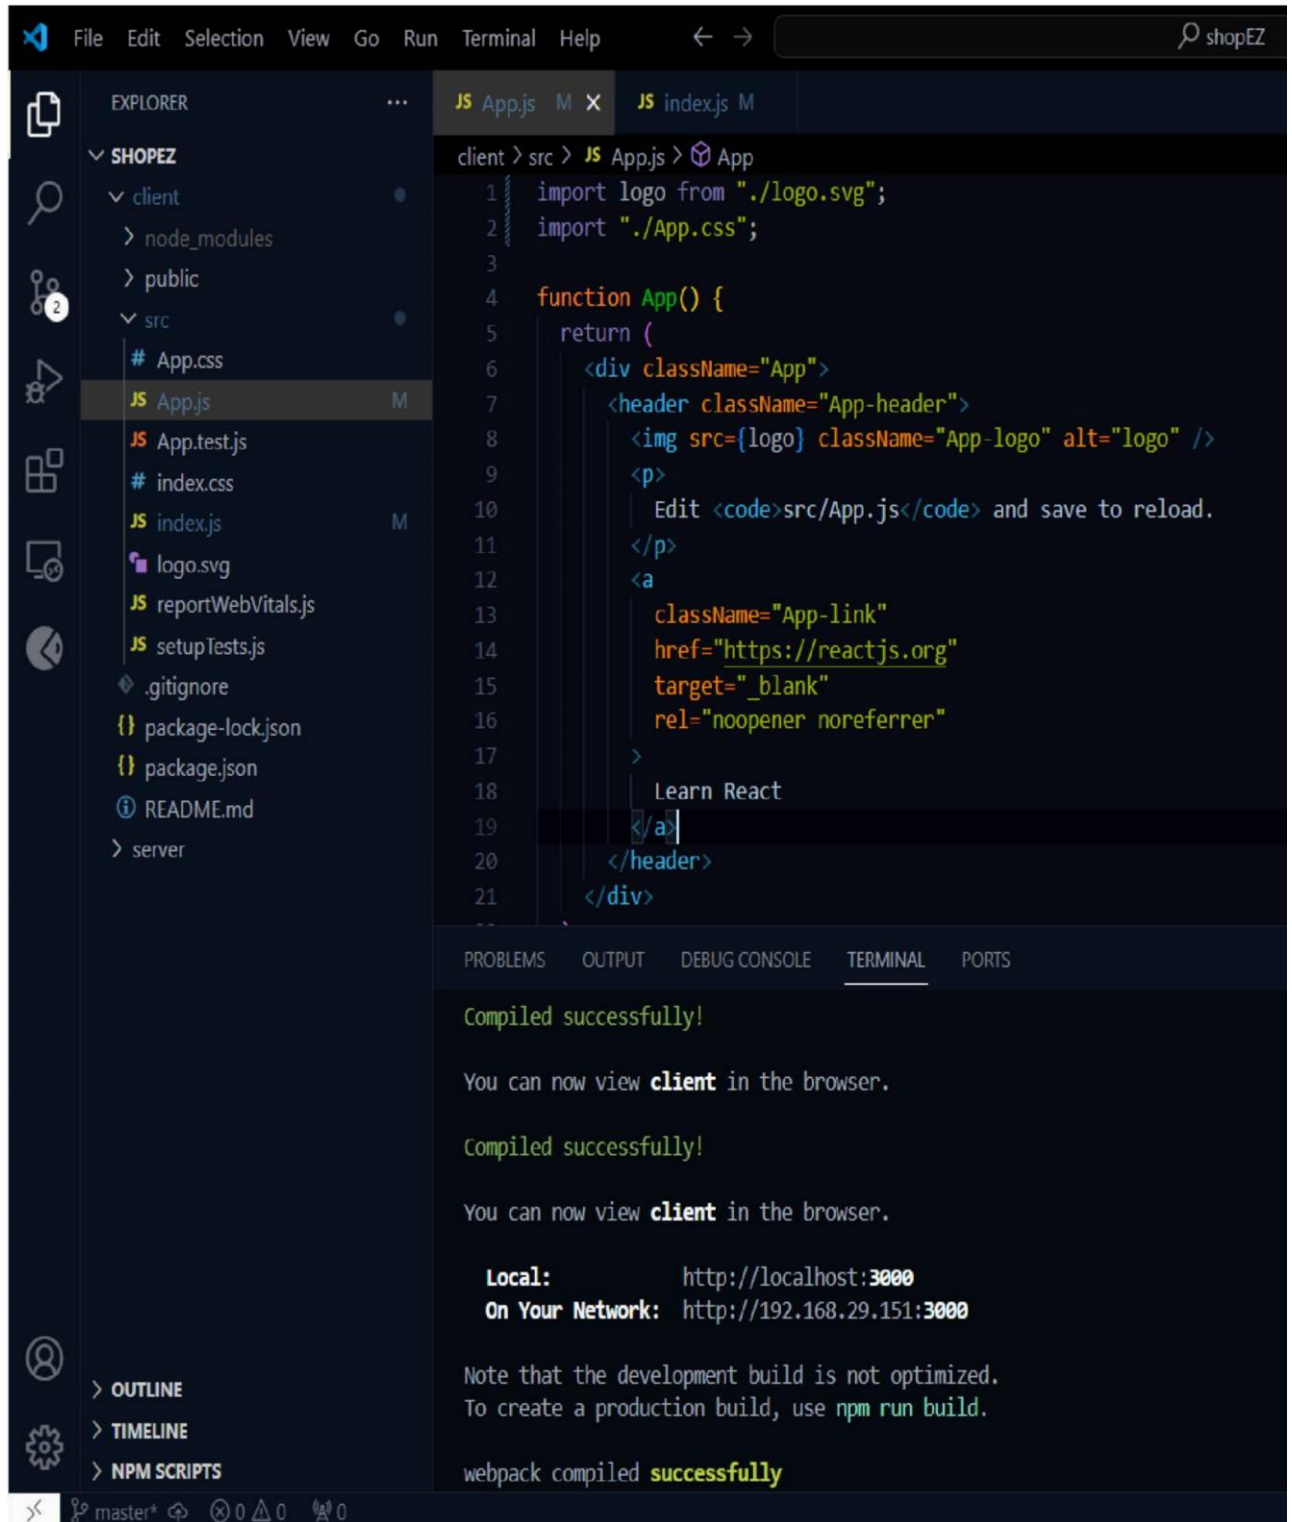 File Edit Selection View Go Run Terminal Help ← → shopEZ
EXPLORER ...
SHOPEZ
client
node_modules
public
src
# App.css
JS App.js M
JS App.test.js
# index.css
JS index.js M
logo.svg
JS reportWebVitals.js
JS setupTests.js
.gitignore
{} package-lock.json
{} package.json
README.md
server
OUTLINE
TIMELINE
NPM SCRIPTS
2
JS App.js M X JS index.js M
client > src > JS App.js > App
1 import logo from "./logo.svg";
2 import "./App.css";
3
4 function App() {
5 return (
6 <div className="App">
7 <header className="App-header">
8 <img src={logo} className="App-logo" alt="logo" />
9 <p>
10 Edit <code>src/App.js</code> and save to reload.
11 </p>
12 <a
13 className="App-link"
14 href="https://reactjs.org"
15 target="_blank"
16 rel="noopener noreferrer"
17 >
18 Learn React
19 </a>
20 </header>
21 </div>
PROBLEMS OUTPUT DEBUG CONSOLE TERMINAL PORTS
Compiled successfully!
You can now view client in the browser.
Compiled successfully!
You can now view client in the browser.
Local: http://localhost:3000
On Your Network: http://192.168.29.151:3000
Note that the development build is not optimized.
To create a production build, use npm run build.
webpack compiled successfully
master* 0 0 0